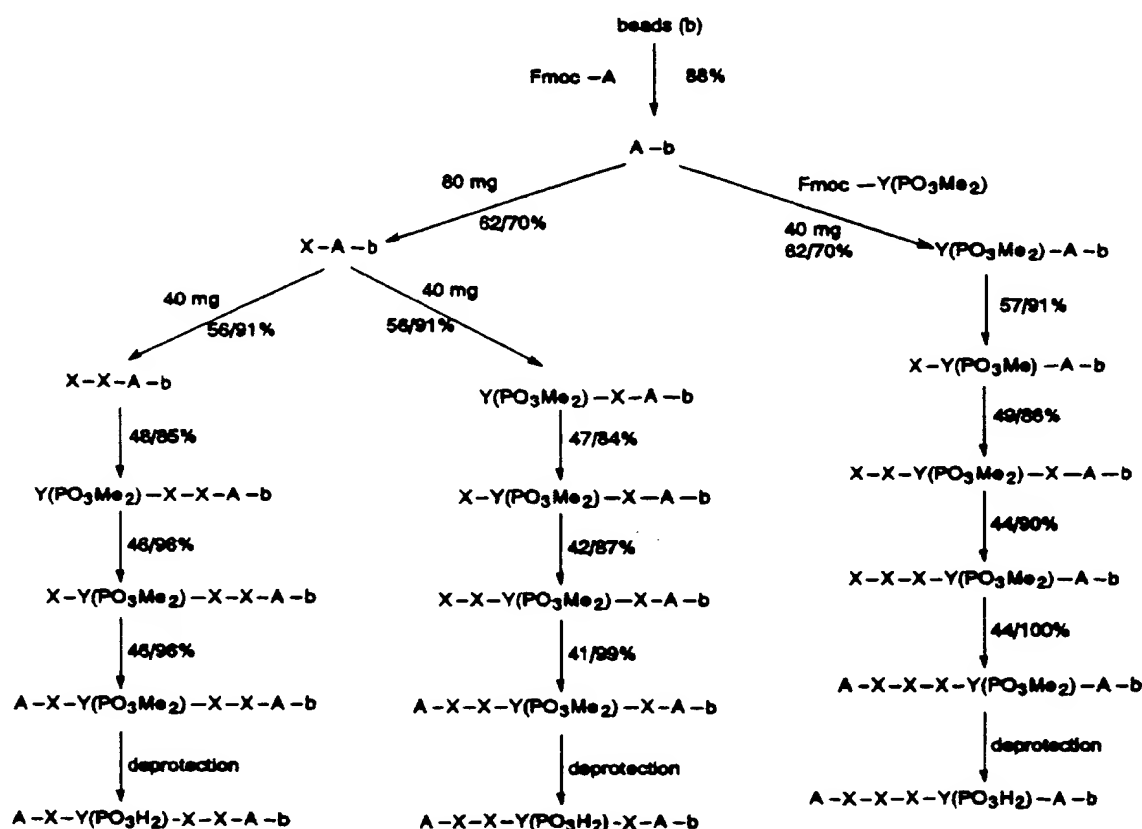 beads (b)
Fmoc – A 88%
A – b
80 mg Fmoc – Y(PO3Me2)
62/70% 40 mg
62/70%
X – A – b Y(PO3Me2) – A – b
40 mg 40 mg
56/91% 56/91% 57/91%
X – X – A – b Y(PO3Me2) – X – A – b X – Y(PO3Me) – A – b
48/85% 47/84% 49/86%
Y(PO3Me2) – X – X – A – b X – Y(PO3Me2) – X – A – b X – X – Y(PO3Me2) – X – A – b
46/96% 42/87% 44/90%
X – Y(PO3Me2) – X – X – A – b X – X – Y(PO3Me2) – X – A – b X – X – X – Y(PO3Me2) – A – b
46/96% 41/99% 44/100%
A – X – Y(PO3Me2) – X – X – A – b A – X – X – Y(PO3Me2) – X – A – b A – X – X – X – Y(PO3Me2) – A – b
deprotection deprotection deprotection
A – X – Y(PO3H2) – X – X – A – b A – X – X – Y(PO3H2) – X – A – b A – X – X – X – Y(PO3H2) – A – b